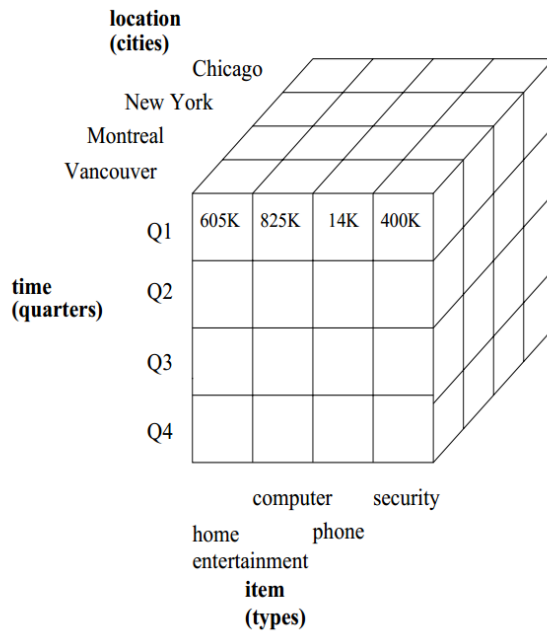 location
(cities)
Chicago
New York
Montreal
Vancouver
Q1 605K 825K 14K 400K
time
(quarters)
Q2
Q3
Q4
computer security
home phone
entertainment
item
(types)